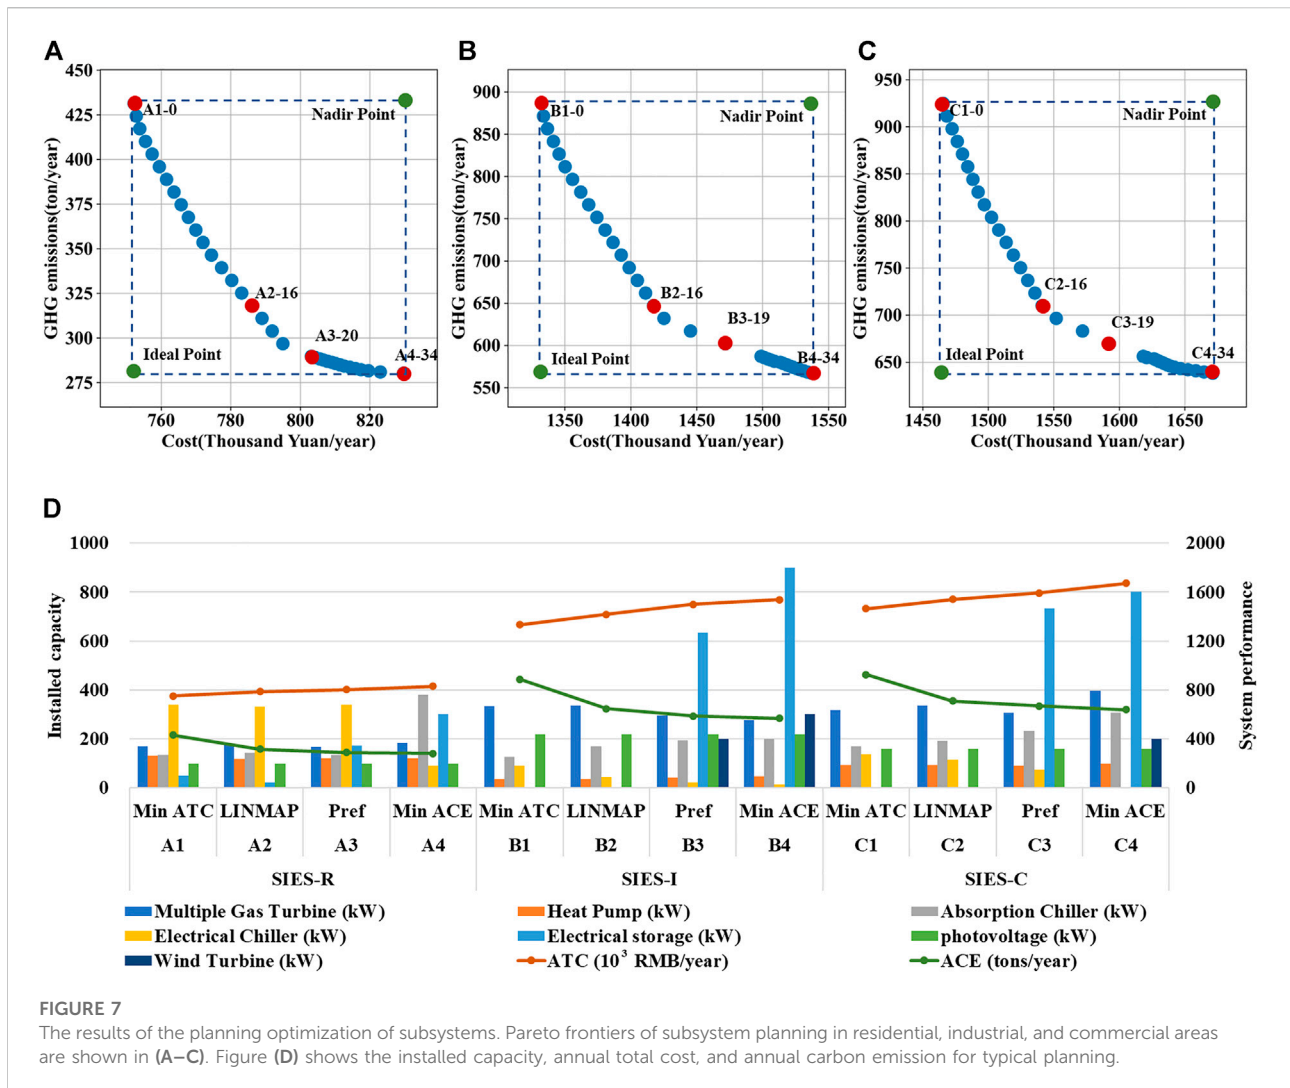 A
GHG emissions(ton/year)
450
425
400
375
350
325
300
275
A1-0
Nadir Point
A2-16
A3-20
Ideal Point
A4-34
760
780
800
820
Cost(Thousand Yuan/year)
B
GHG emissions(ton/year)
900
850
800
750
700
650
600
550
B1-0
Nadir Point
B2-16
B3-19
Ideal Point
B4-34
1350
1400
1450
1500
1550
Cost(Thousand Yuan/year)
C
GHG emissions(ton/year)
950
900
850
800
750
700
650
C1-0
Nadir Point
C2-16
C3-19
Ideal Point
C4-34
1450
1500
1550
1600
1650
Cost(Thousand Yuan/year)
D
Installed capacity
1000
800
600
400
200
0
2000
1600
1200
800
400
0
System performance
Min ATC LINMAP Pref Min ACE Min ATC LINMAP Pref Min ACE Min ATC LINMAP Pref Min ACE
A1 A2 A3 A4 B1 B2 B3 B4 C1 C2 C3 C4
SIES-R SIES-I SIES-C
Multiple Gas Turbine (kW) Heat Pump (kW) Absorption Chiller (kW)
Electrical Chiller (kW) Electrical storage (kW) photovoltage (kW)
Wind Turbine (kW) ATC (10³ RMB/year) ACE (tons/year)
FIGURE 7
The results of the planning optimization of subsystems. Pareto frontiers of subsystem planning in residential, industrial, and commercial areas
are shown in (A–C). Figure (D) shows the installed capacity, annual total cost, and annual carbon emission for typical planning.